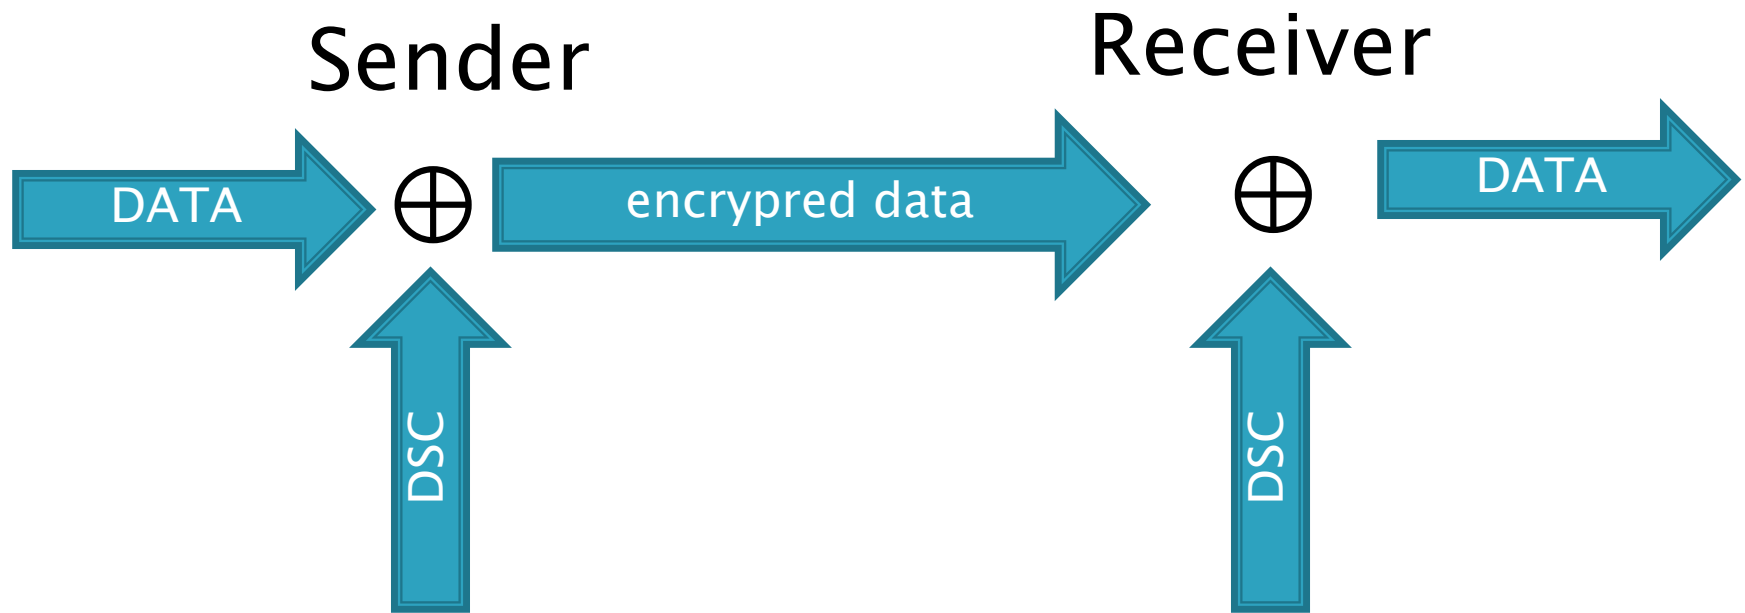 Sender
Receiver
DATA
encrypred data
DATA
DSC
DSC